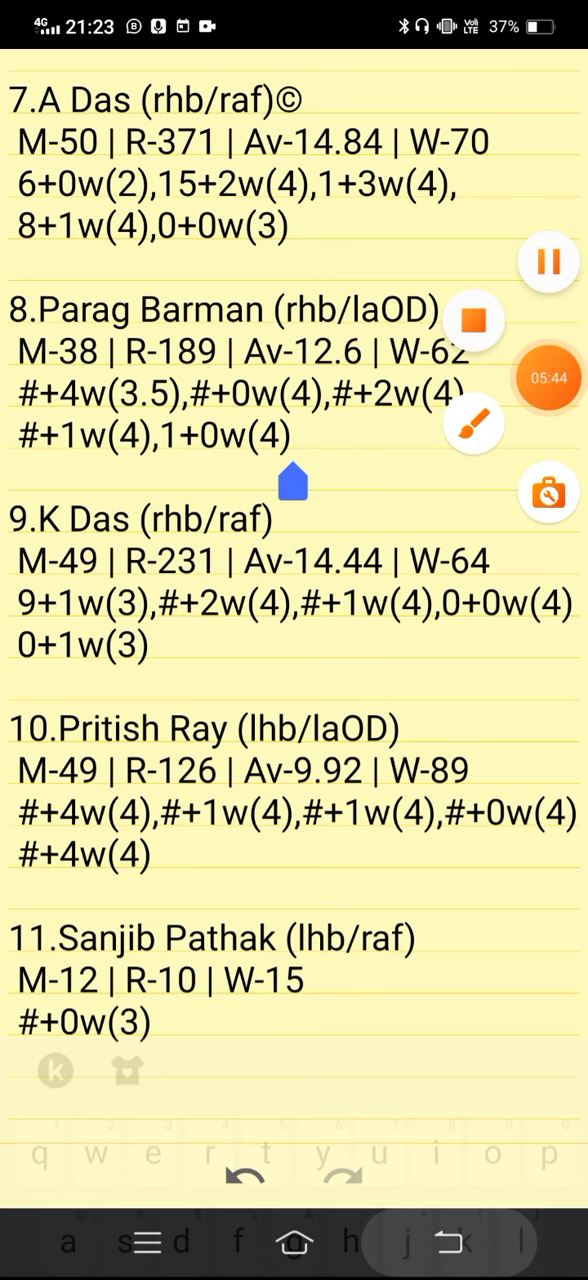 4G 21:23 37%
Vol LTE
7.A Das (rhb/raf)©
M-50 | R-371 | Av-14.84 | W-70
6+0w(2),15+2w(4),1+3w(4),
8+1w(4),0+0w(3)
8.Parag Barman (rhb/laOD)
M-38 | R-189 | Av-12.6 | W-62
05:44
#+4w(3.5),#+0w(4),#+2w(4)
#+1w(4),1+0w(4)
9.K Das (rhb/raf)
M-49 | R-231 | Av-14.44 | W-64
9+1w(3),#+2w(4),#+1w(4),0+0w(4)
0+1w(3)
10.Pritish Ray (lhb/laOD)
M-49 | R-126 | Av-9.92 | W-89
#+4w(4),#+1w(4),#+1w(4),#+0w(4)
#+4w(4)
11.Sanjib Pathak (lhb/raf)
M-12 | R-10 | W-15
#+0w(3)
q w e r t y u i o p
a s d f g h j k l